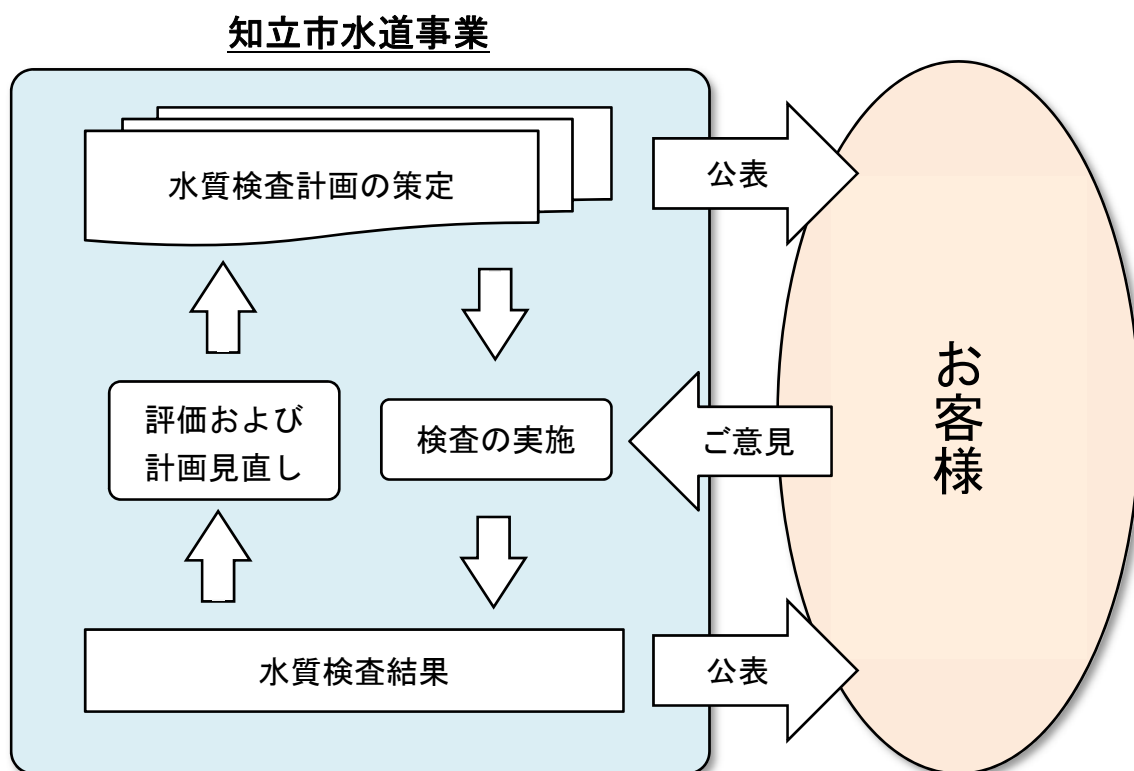 知立市水道事業
水質検査計画の策定
公表
評価および
計画見直し
検査の実施
ご意見
お客様
水質検査結果
公表